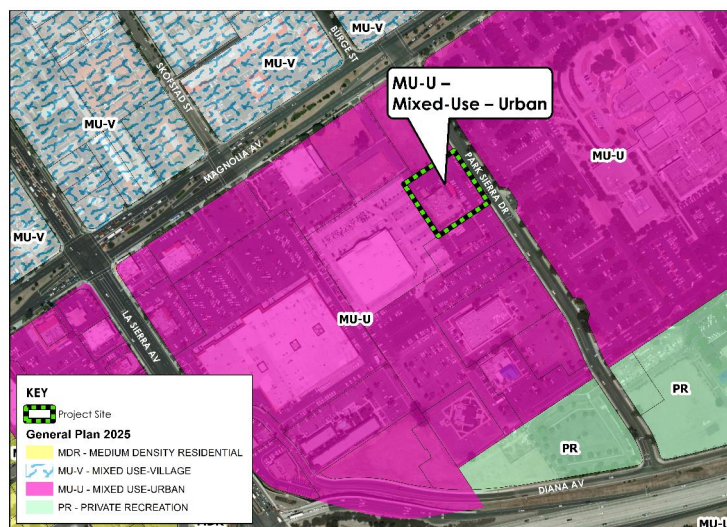 MU-V
BURGE ST
SKOFSTAD ST
MU-V
MU-V
MU-U –
Mixed-Use – Urban
MAGNOLIA AV
PARK SIERRA DR
MU-U
MU-V
LA SIERRA AV
MU-U
PR
PR
DIANA AV
KEY
Project Site
General Plan 2025
MDR - MEDIUM DENSITY RESIDENTIAL
MU-V - MIXED USE-VILLAGE
MU-U - MIXED USE-URBAN
PR - PRIVATE RECREATION